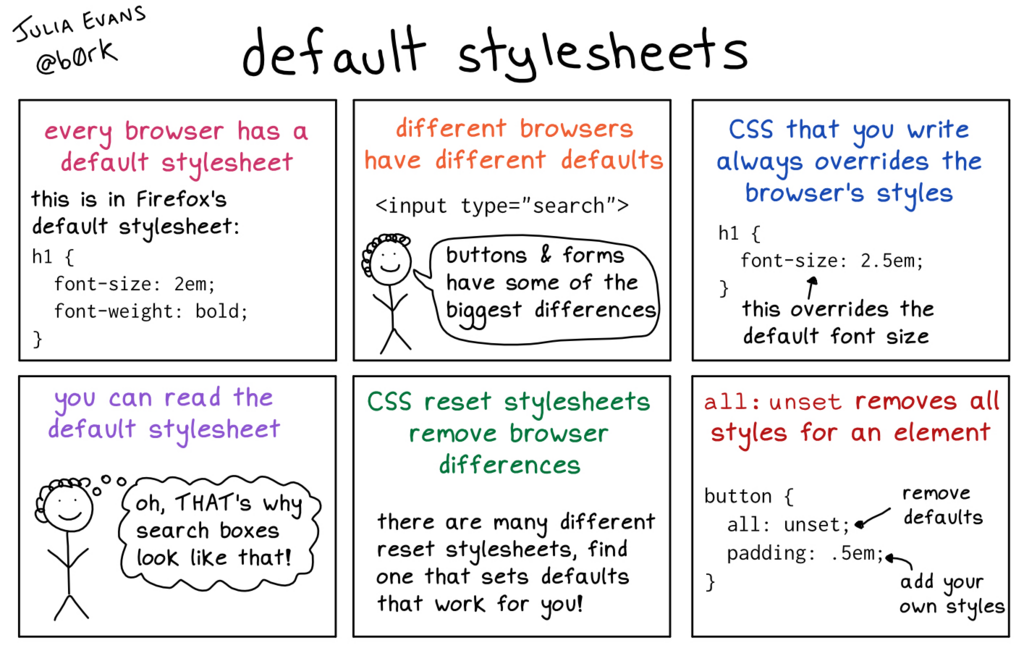 JULIA EVANS
@b0rk
default stylesheets
every browser has a
default stylesheet
this is in Firefox's
default stylesheet:
h1 {
  font-size: 2em;
  font-weight: bold;
}
different browsers
have different defaults
<input type="search">
buttons & forms
have some of the
biggest differences
CSS that you write
always overrides the
browser's styles
h1 {
  font-size: 2.5em;
}
this overrides the
default font size
you can read the
default stylesheet
oh, THAT's why
search boxes
look like that!
CSS reset stylesheets
remove browser
differences
there are many different
reset stylesheets, find
one that sets defaults
that work for you!
all: unset removes all
styles for an element
button {
  all: unset;
  padding: .5em;
}
remove
defaults
add your
own styles